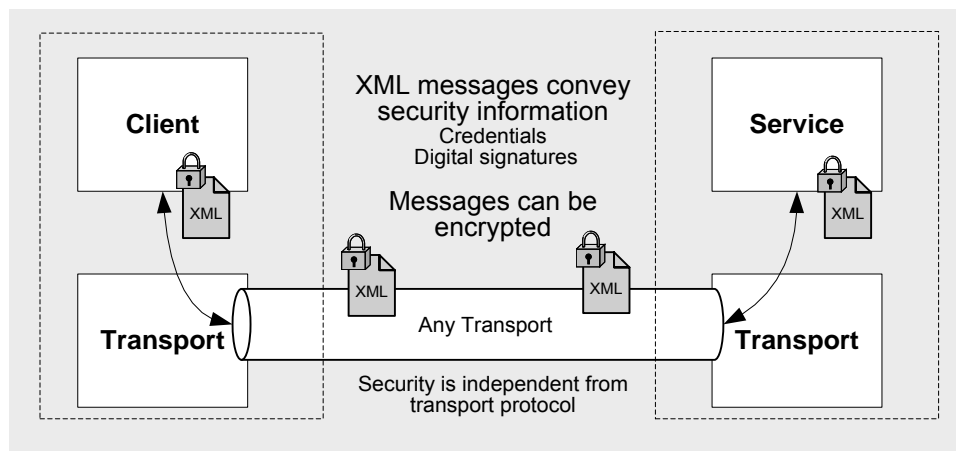 XML messages convey
security information
Credentials
Digital signatures
Client
Service
XML
XML
Messages can be
encrypted
XML
XML
Any Transport
Transport
Transport
Security is independent from
transport protocol